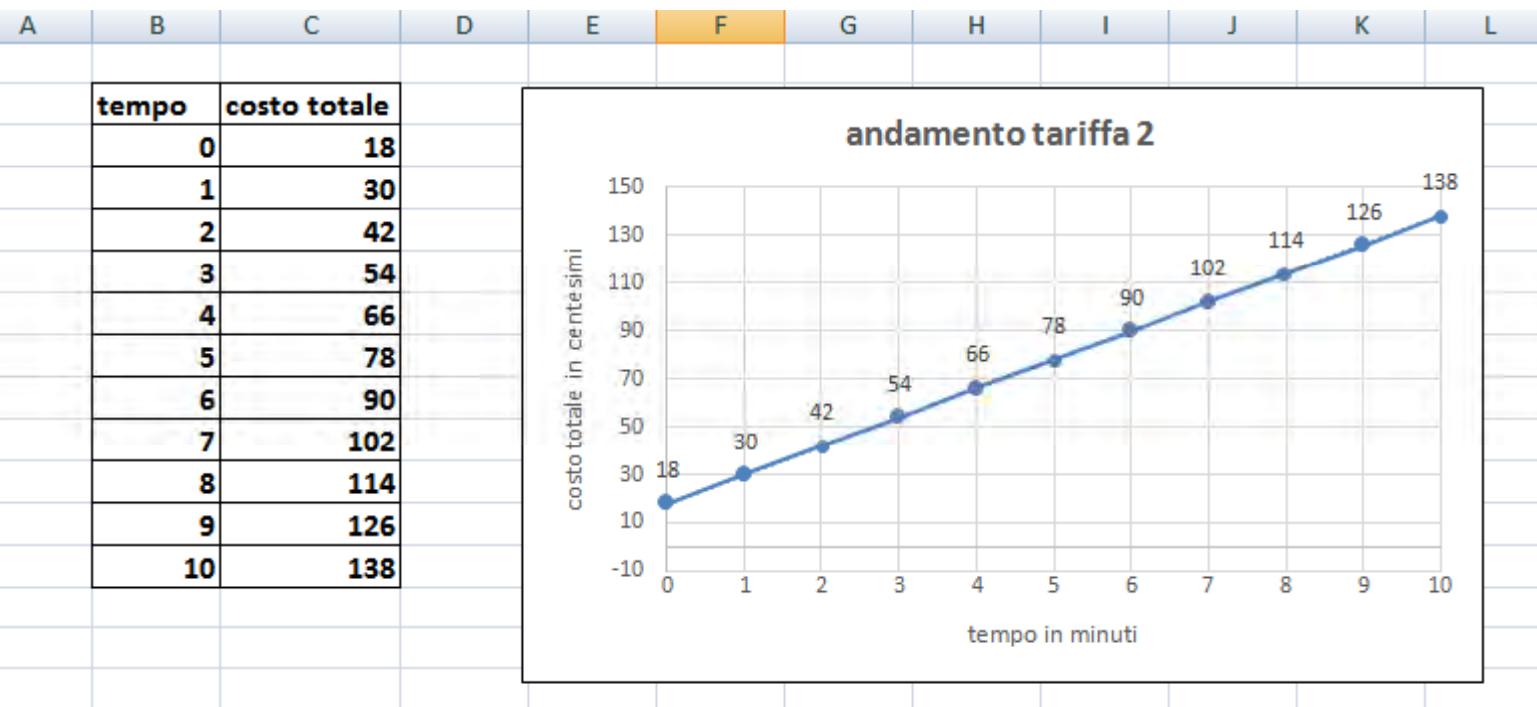 A B C D E F G H I J K L
tempo costo totale
0 18
1 30
2 42
3 54
4 66
5 78
6 90
7 102
8 114
9 126
10 138
andamento tariffa 2
costo totale in centesimi
150
130
110
90
70
50
30
10
-10
18 30 42 54 66 78 90 102 114 126 138
0 1 2 3 4 5 6 7 8 9 10
tempo in minuti